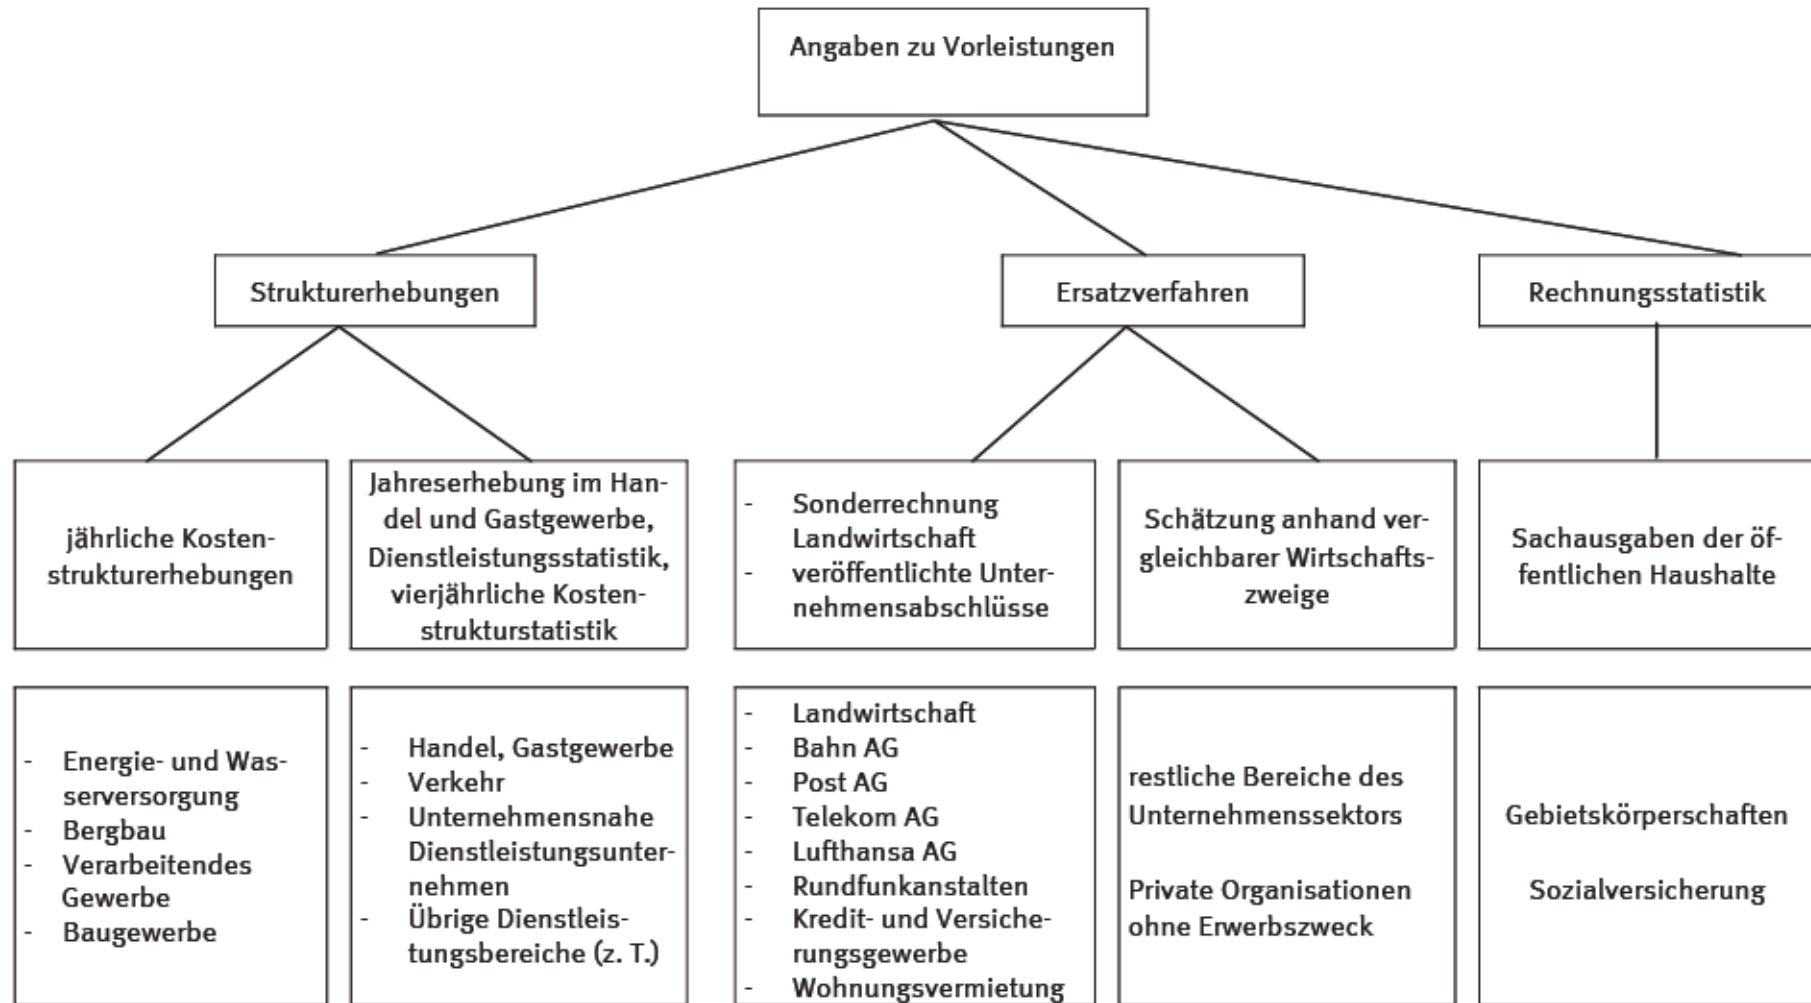 Angaben zu Vorleistungen
Strukturerhebungen
Ersatzverfahren
Rechnungsstatistik
jährliche Kosten-
strukturerhebungen
Jahreserhebung im Han-
del und Gastgewerbe,
Dienstleistungsstatistik,
vierjährliche Kosten-
strukturstatistik
- Sonderrechnung
Landwirtschaft
- veröffentlichte Unter-
nehmensabschlüsse
Schätzung anhand ver-
gleichbarer Wirtschafts-
zweige
Sachausgaben der öf-
fentlichen Haushalte
- Energie- und Was-
serversorgung
- Bergbau
- Verarbeitendes
Gewerbe
- Baugewerbe
- Handel, Gastgewerbe
- Verkehr
- Unternehmensnahe
Dienstleistungsunter-
nehmen
- Übrige Dienstleis-
tungsbereiche (z. T.)
- Landwirtschaft
- Bahn AG
- Post AG
- Telekom AG
- Lufthansa AG
- Rundfunkanstalten
- Kredit- und Versiche-
rungsgewerbe
- Wohnungsvermietung
restliche Bereiche des
Unternehmenssektors
Private Organisationen
ohne Erwerbszweck
Gebietskörperschaften
Sozialversicherung